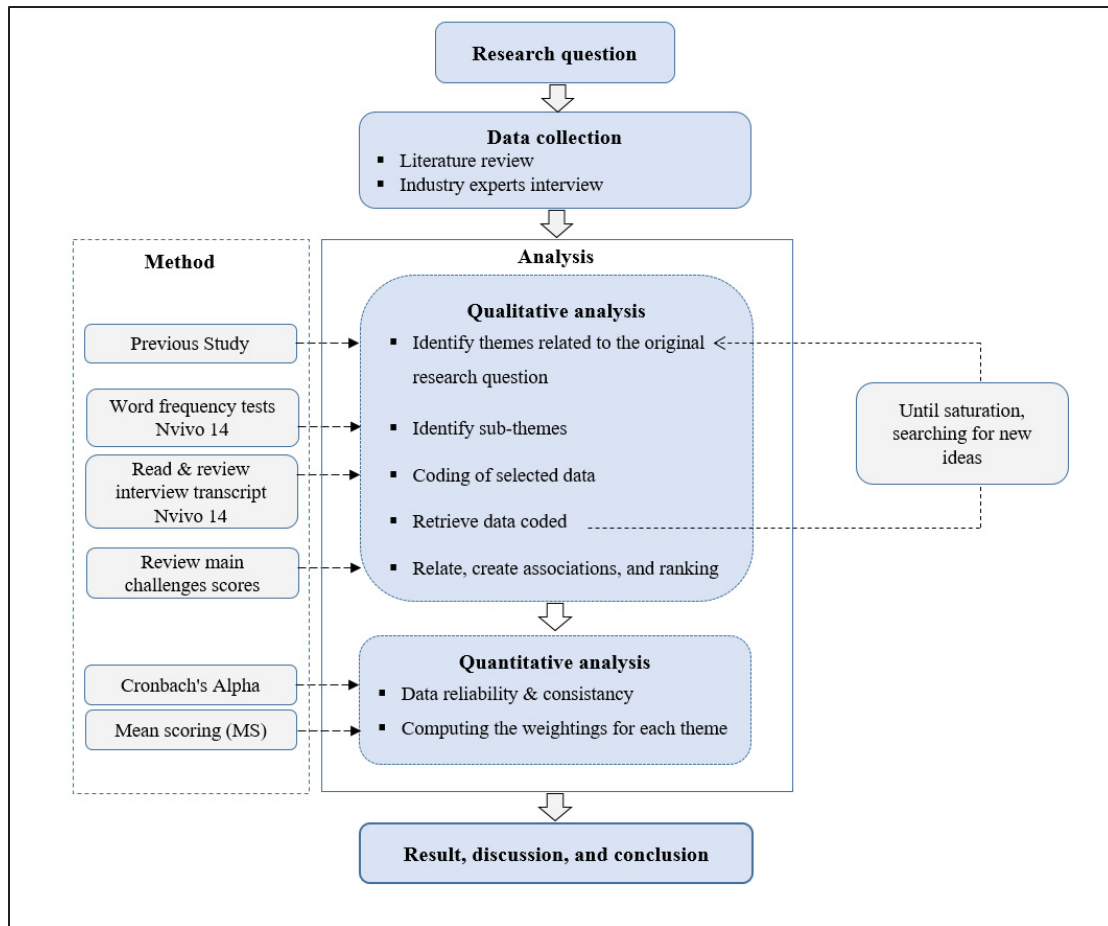 Research question
Data collection
▪ Literature review
▪ Industry experts interview
Method
Previous Study
Word frequency tests
Nvivo 14
Read & review
interview transcript
Nvivo 14
Review main
challenges scores
Cronbach's Alpha
Mean scoring (MS)
Analysis
Qualitative analysis
▪ Identify themes related to the original
research question
▪ Identify sub-themes
▪ Coding of selected data
▪ Retrieve data coded
▪ Relate, create associations, and ranking
Until saturation,
searching for new
ideas
Quantitative analysis
▪ Data reliability & consistancy
▪ Computing the weightings for each theme
Result, discussion, and conclusion